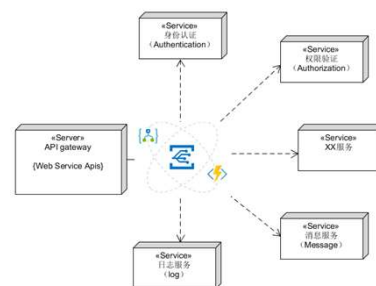 «Service»
身份认证
（Authentication）
«Service»
权限验证
（Authorization）
«Server»
API gateway
{Web Service Apis}
«Service»
XX服务
«Service»
消息服务
（Message）
«Service»
日志服务
（log）